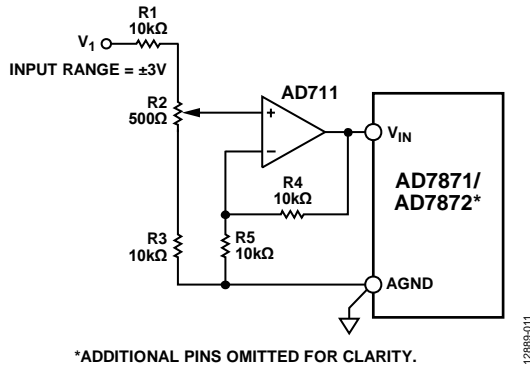 R1
10kΩ
V1
INPUT RANGE = ±3V
R2
500Ω
AD711
+
–
VIN
R4
10kΩ
AD7871/
AD7872*
R3
10kΩ
R5
10kΩ
AGND
*ADDITIONAL PINS OMITTED FOR CLARITY.
12889-011